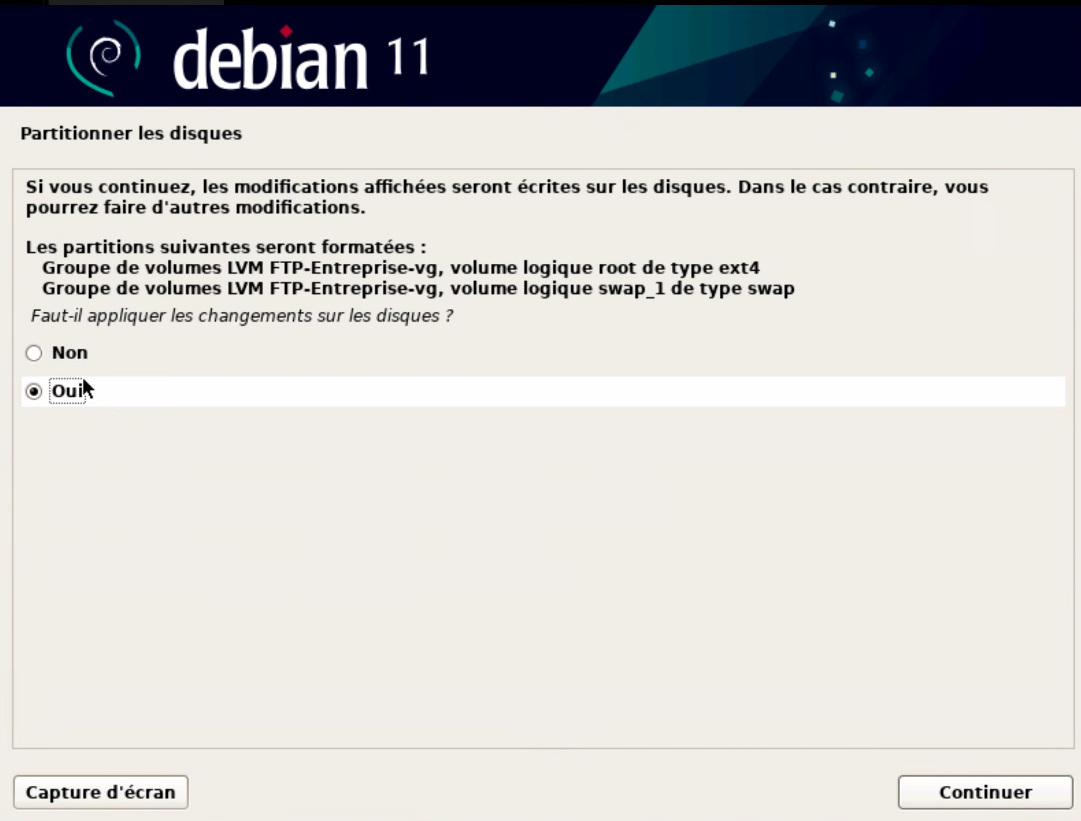 debian 11
Partitionner les disques
Si vous continuez, les modifications affichées seront écrites sur les disques. Dans le cas contraire, vous
pourrez faire d'autres modifications.
Les partitions suivantes seront formatées :
Groupe de volumes LVM FTP-Entreprise-vg, volume logique root de type ext4
Groupe de volumes LVM FTP-Entreprise-vg, volume logique swap_1 de type swap
Faut-il appliquer les changements sur les disques ?
Non
Oui
Capture d'écran
Continuer